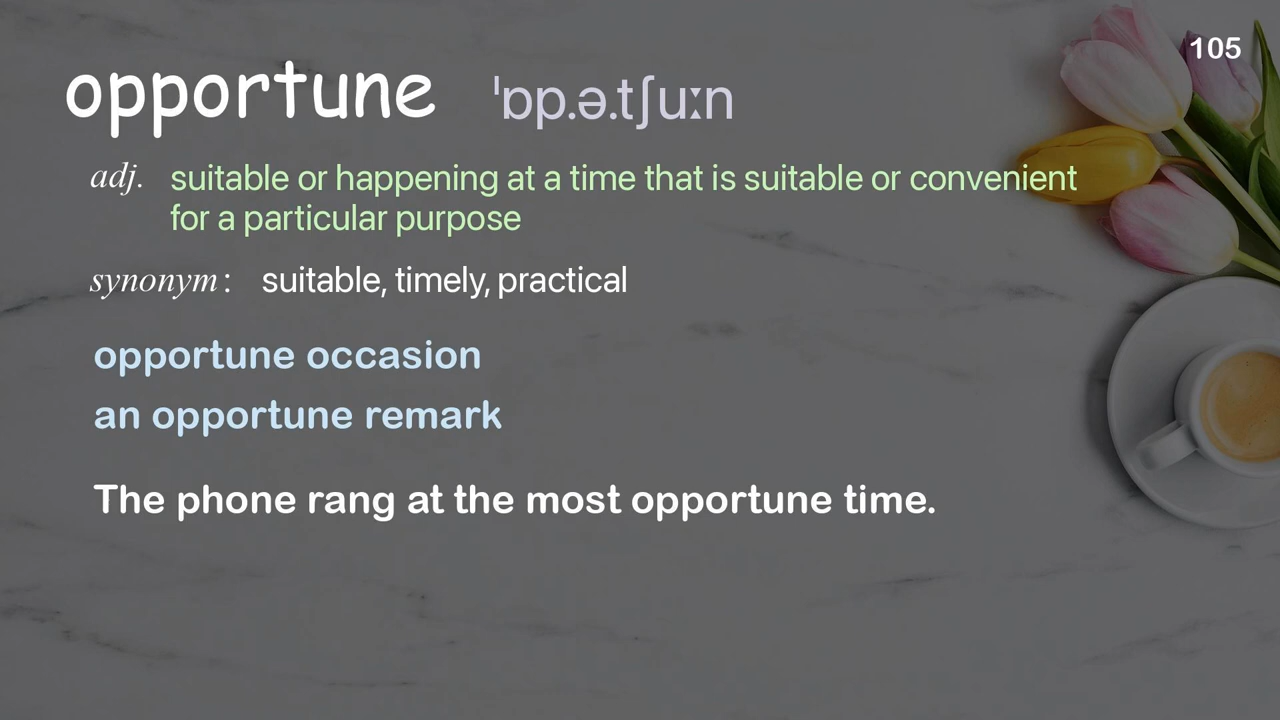 105
opportune ˈɒp.ə.tʃuːn
adj. suitable or happening at a time that is suitable or convenient
for a particular purpose
synonym: suitable, timely, practical
opportune occasion
an opportune remark
The phone rang at the most opportune time.